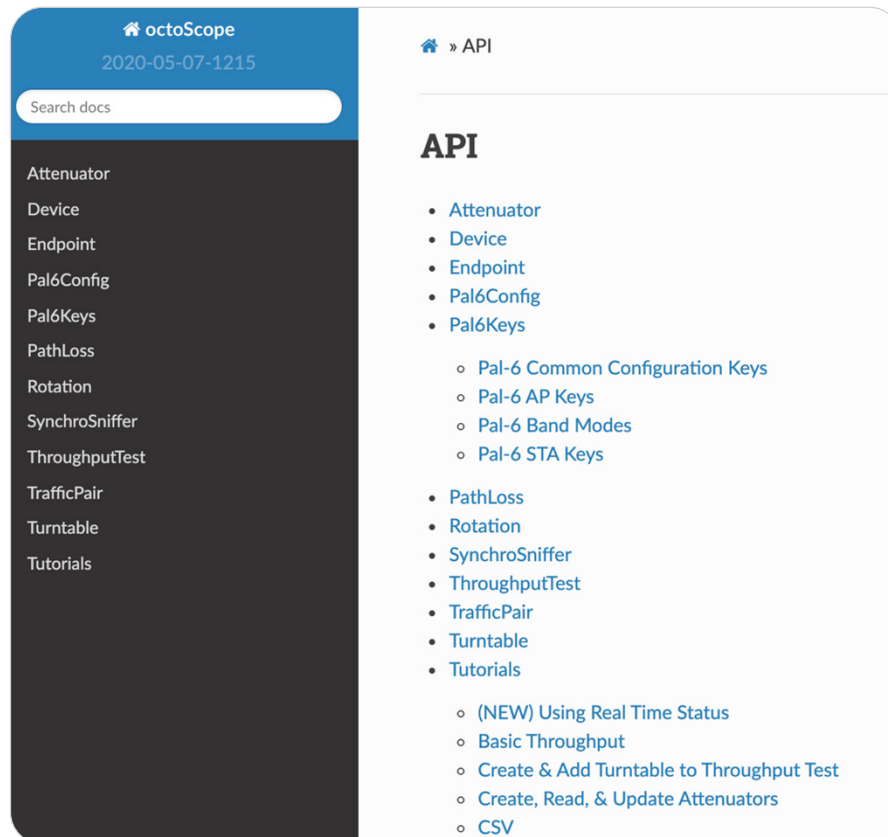 octoScope
2020-05-07-1215
Search docs
Attenuator
Device
Endpoint
Pal6Config
Pal6Keys
PathLoss
Rotation
SynchroSniffer
ThroughputTest
TrafficPair
Turntable
Tutorials
» API
API
• Attenuator
• Device
• Endpoint
• Pal6Config
• Pal6Keys
◦ Pal-6 Common Configuration Keys
◦ Pal-6 AP Keys
◦ Pal-6 Band Modes
◦ Pal-6 STA Keys
• PathLoss
• Rotation
• SynchroSniffer
• ThroughputTest
• TrafficPair
• Turntable
• Tutorials
◦ (NEW) Using Real Time Status
◦ Basic Throughput
◦ Create & Add Turntable to Throughput Test
◦ Create, Read, & Update Attenuators
◦ CSV